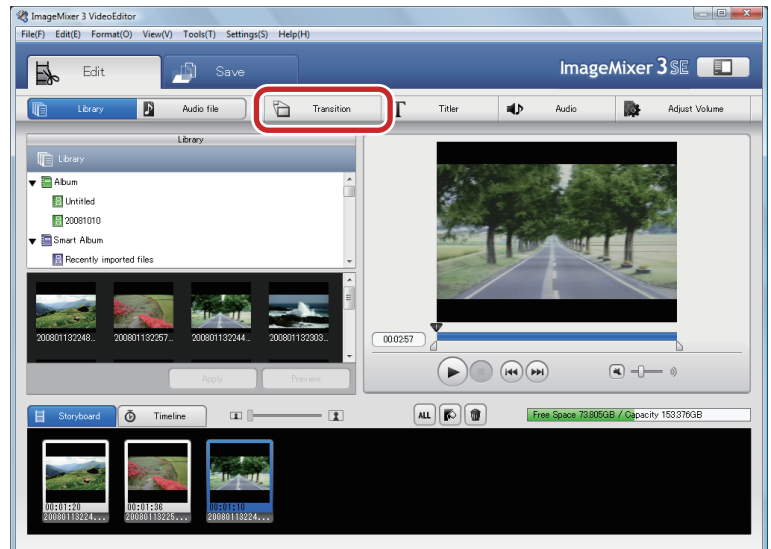 ImageMixer 3 VideoEditor
File(F) Edit(E) Format(O) View(V) Tools(T) Settings(S) Help(H)
Edit
Save
ImageMixer 3 SE
Library
Audio file
Transition
T Titler
Audio
Adjust Volume
Library
Library
Album
Untitled
20081010
Smart Album
Recently imported files
200801132248...
200801132257...
200801132244...
200801132303...
Apply
Preview
00:02:57
Storyboard
Timeline
ALL
Free Space 73.805GB / Capacity 153.376GB
00:01:20
20080113224...
00:01:36
20080113225...
00:01:10
20080113224...